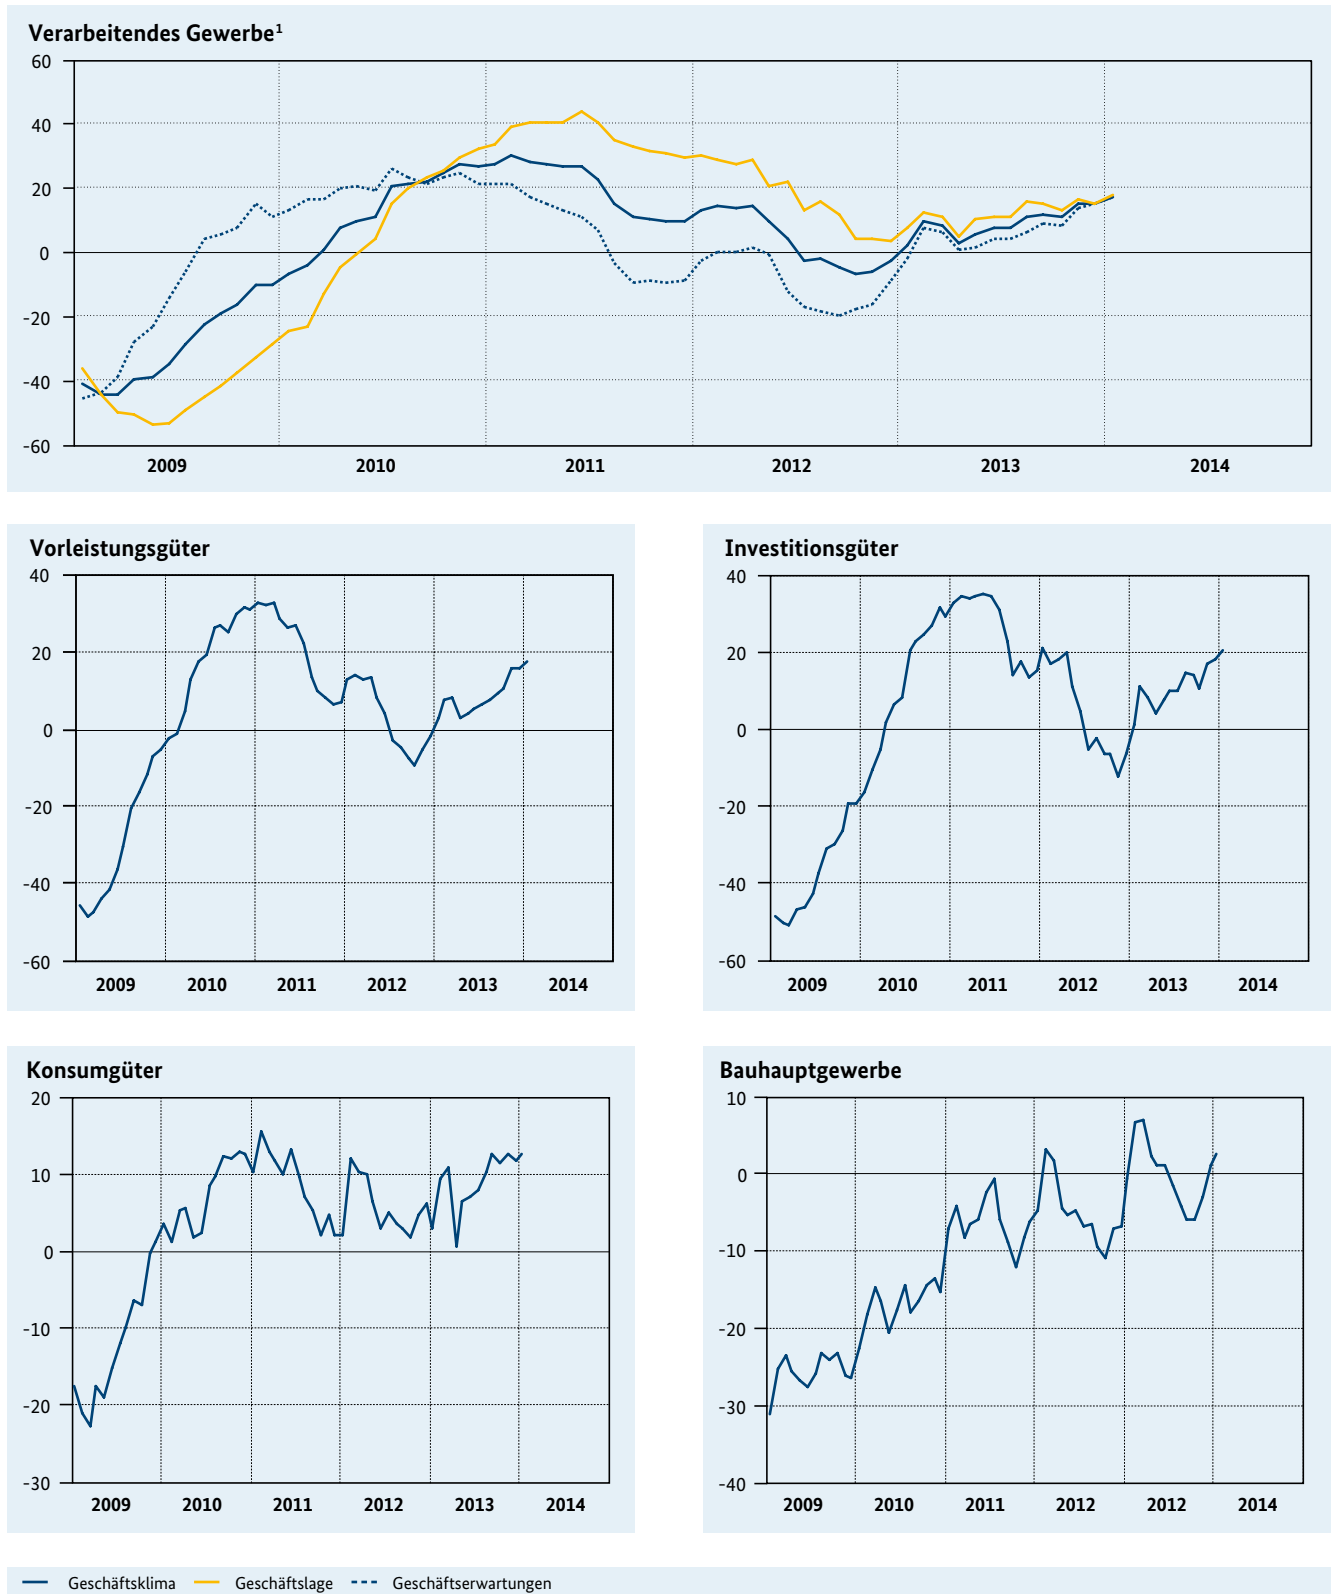 Verarbeitendes Gewerbe¹
60
40
20
0
-20
-40
-60
2009 2010 2011 2012 2013 2014
Vorleistungsgüter
40
20
0
-20
-40
-60
2009 2010 2011 2012 2013 2014
Investitionsgüter
40
20
0
-20
-40
-60
2009 2010 2011 2012 2013 2014
Konsumgüter
20
10
0
-10
-20
-30
2009 2010 2011 2012 2013 2014
Bauhauptgewerbe
10
0
-10
-20
-30
-40
2009 2010 2011 2012 2012 2014
Geschäftsklima Geschäftslage Geschäftserwartungen